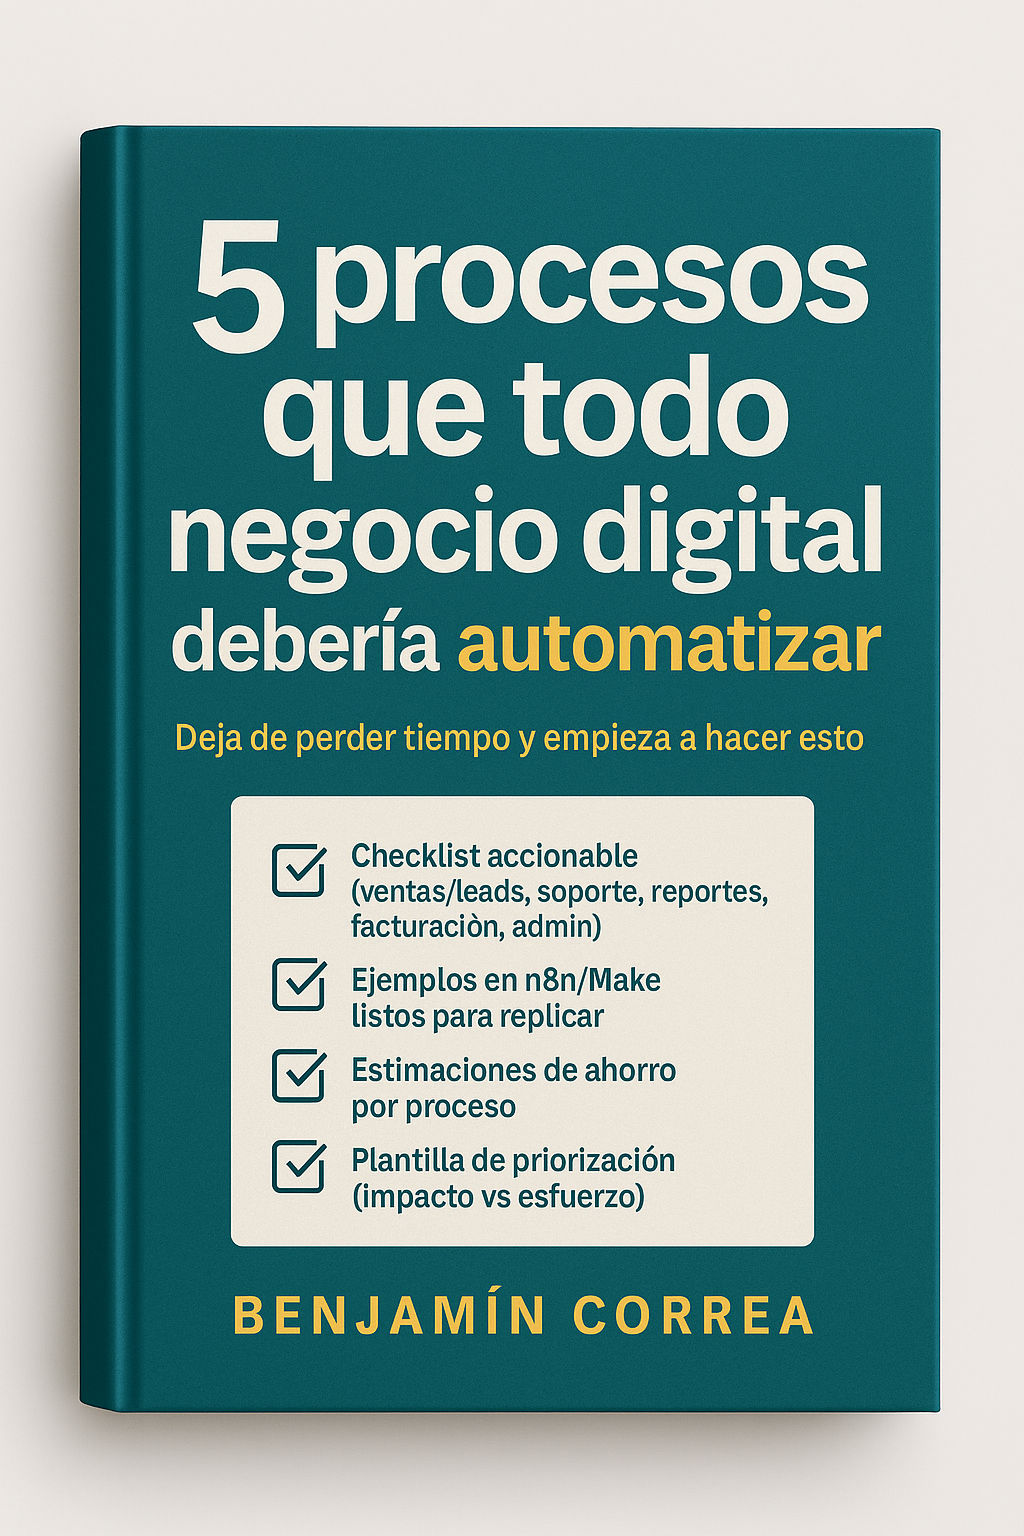 5 procesos
que todo
negocio digital
debería automatizar
Deja de perder tiempo y empieza a hacer esto
Checklist accionable
(ventas/leads, soporte, reportes,
facturaciòn, admin)
Ejemplos en n8n/Make
listos para replicar
Estimaciones de ahorro
por proceso
Plantilla de priorización
(impacto vs esfuerzo)
BENJAMÍN CORREA